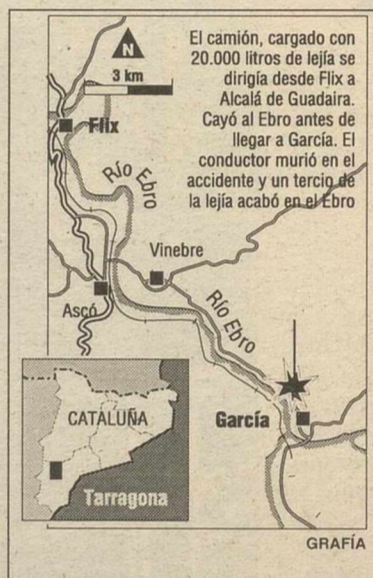 El camión, cargado con
20.000 litros de lejía se
dirigía desde Flix a
Alcalá de Guadaira.
Cayó al Ebro antes de
llegar a García. El
conductor murió en el
accidente y un tercio de
la lejía acabó en el Ebro
N
3 km
Flix
Río Ebro
Vinebre
Ascó
Río Ebro
García
CATALUÑA
Tarragona
GRAFÍA